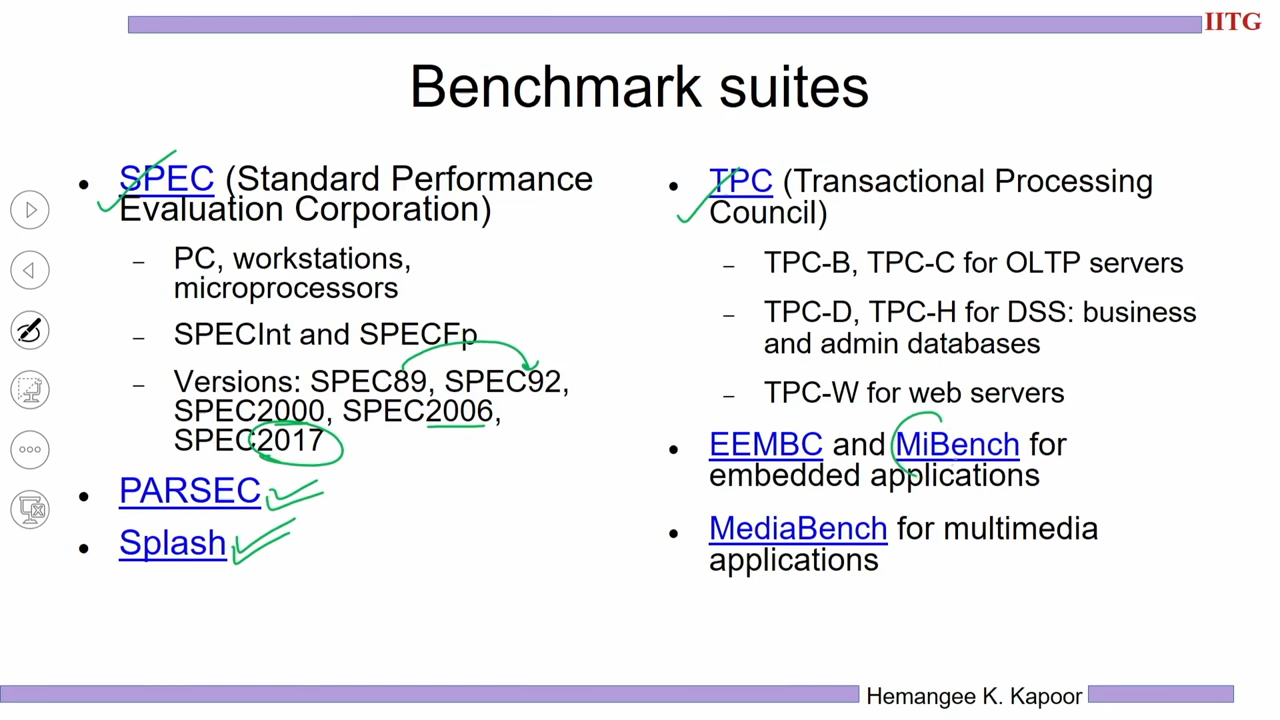 IITG
Benchmark suites
• SPEC (Standard Performance
Evaluation Corporation)
– PC, workstations,
microprocessors
– SPECInt and SPECFp
– Versions: SPEC89, SPEC92,
SPEC2000, SPEC2006,
SPEC2017
• PARSEC
• Splash
• TPC (Transactional Processing
Council)
– TPC-B, TPC-C for OLTP servers
– TPC-D, TPC-H for DSS: business
and admin databases
– TPC-W for web servers
• EEMBC and MiBench for
embedded applications
• MediaBench for multimedia
applications
Hemangee K. Kapoor